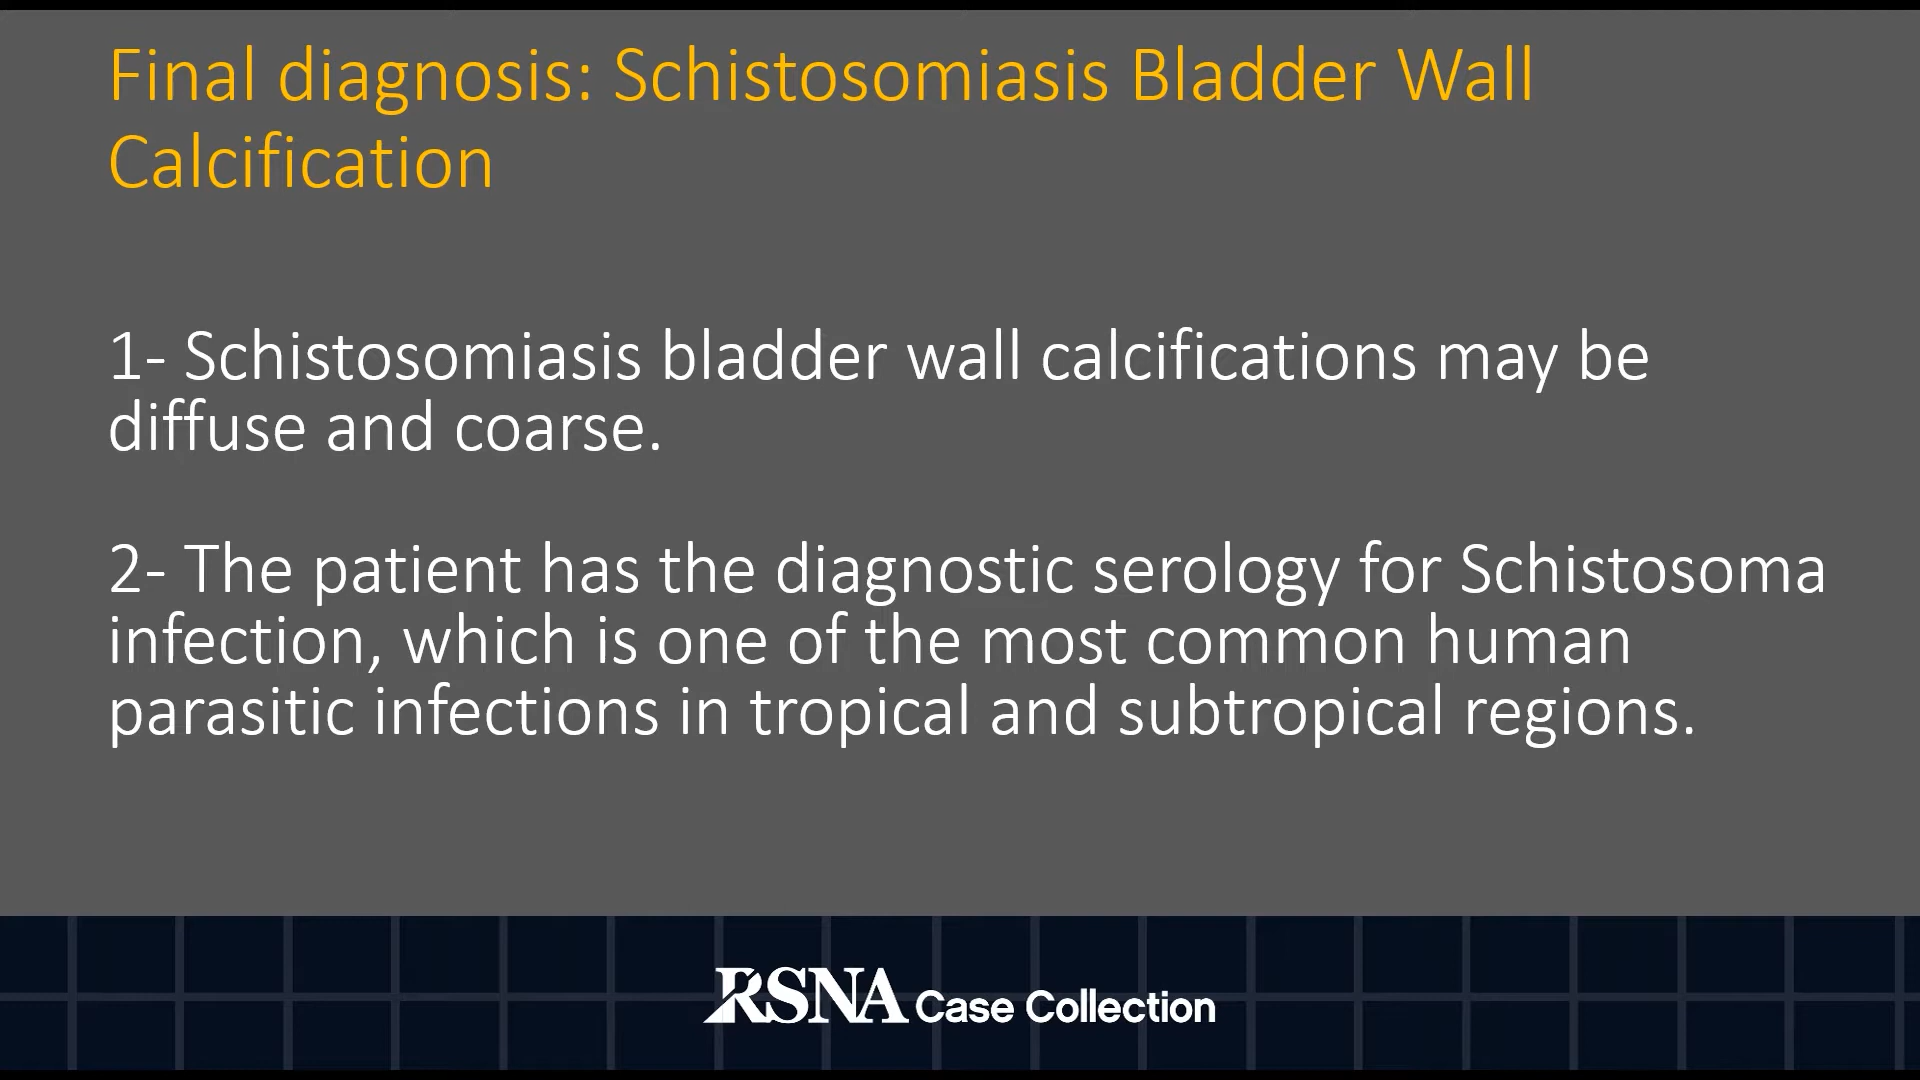 Final diagnosis: Schistosomiasis Bladder Wall
Calcification
1- Schistosomiasis bladder wall calcifications may be
diffuse and coarse.
2- The patient has the diagnostic serology for Schistosoma
infection, which is one of the most common human
parasitic infections in tropical and subtropical regions.
RSNA Case Collection